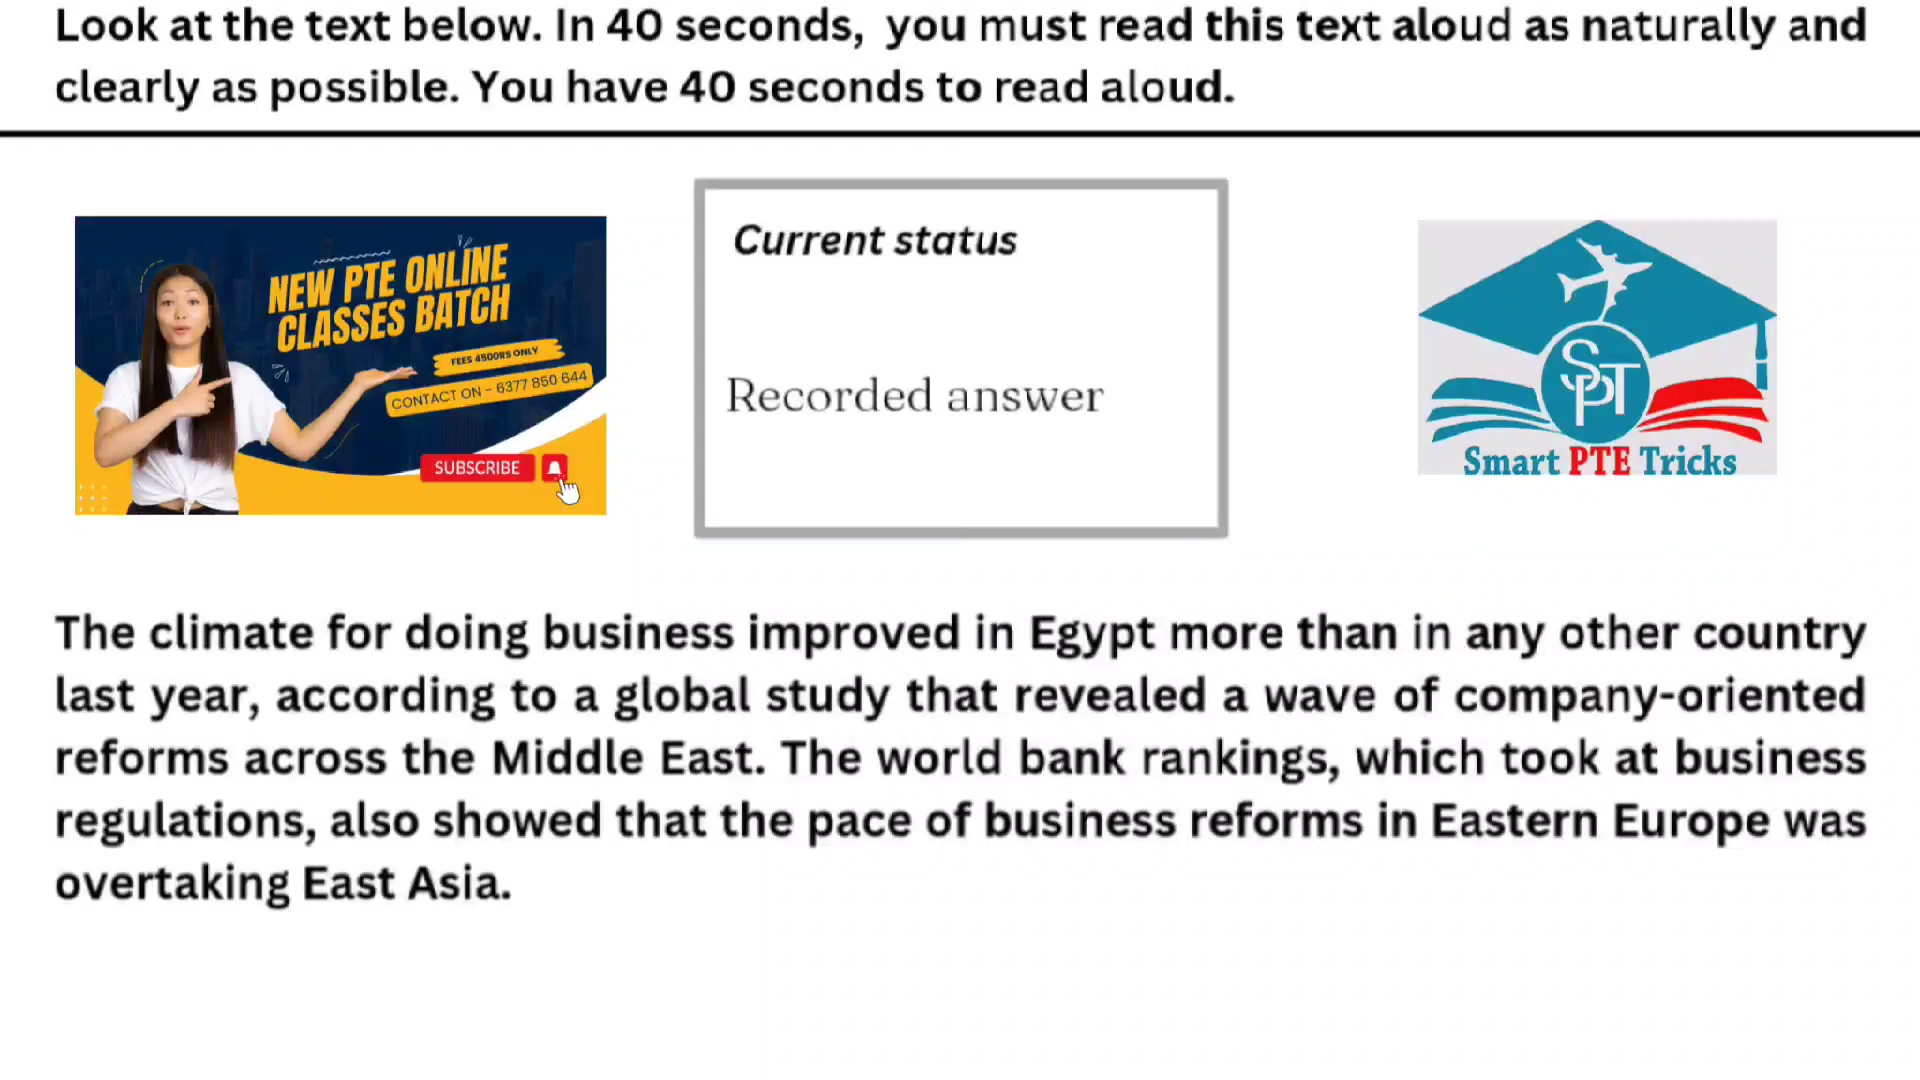 Look at the text below. In 40 seconds, you must read this text aloud as naturally and
clearly as possible. You have 40 seconds to read aloud.
NEW PTE ONLINE
CLASSES BATCH
FEES 4500RS ONLY
CONTACT ON - 6377 850 644
SUBSCRIBE
Current status
Recorded answer
SPT
Smart PTE Tricks
The climate for doing business improved in Egypt more than in any other country
last year, according to a global study that revealed a wave of company-oriented
reforms across the Middle East. The world bank rankings, which took at business
regulations, also showed that the pace of business reforms in Eastern Europe was
overtaking East Asia.